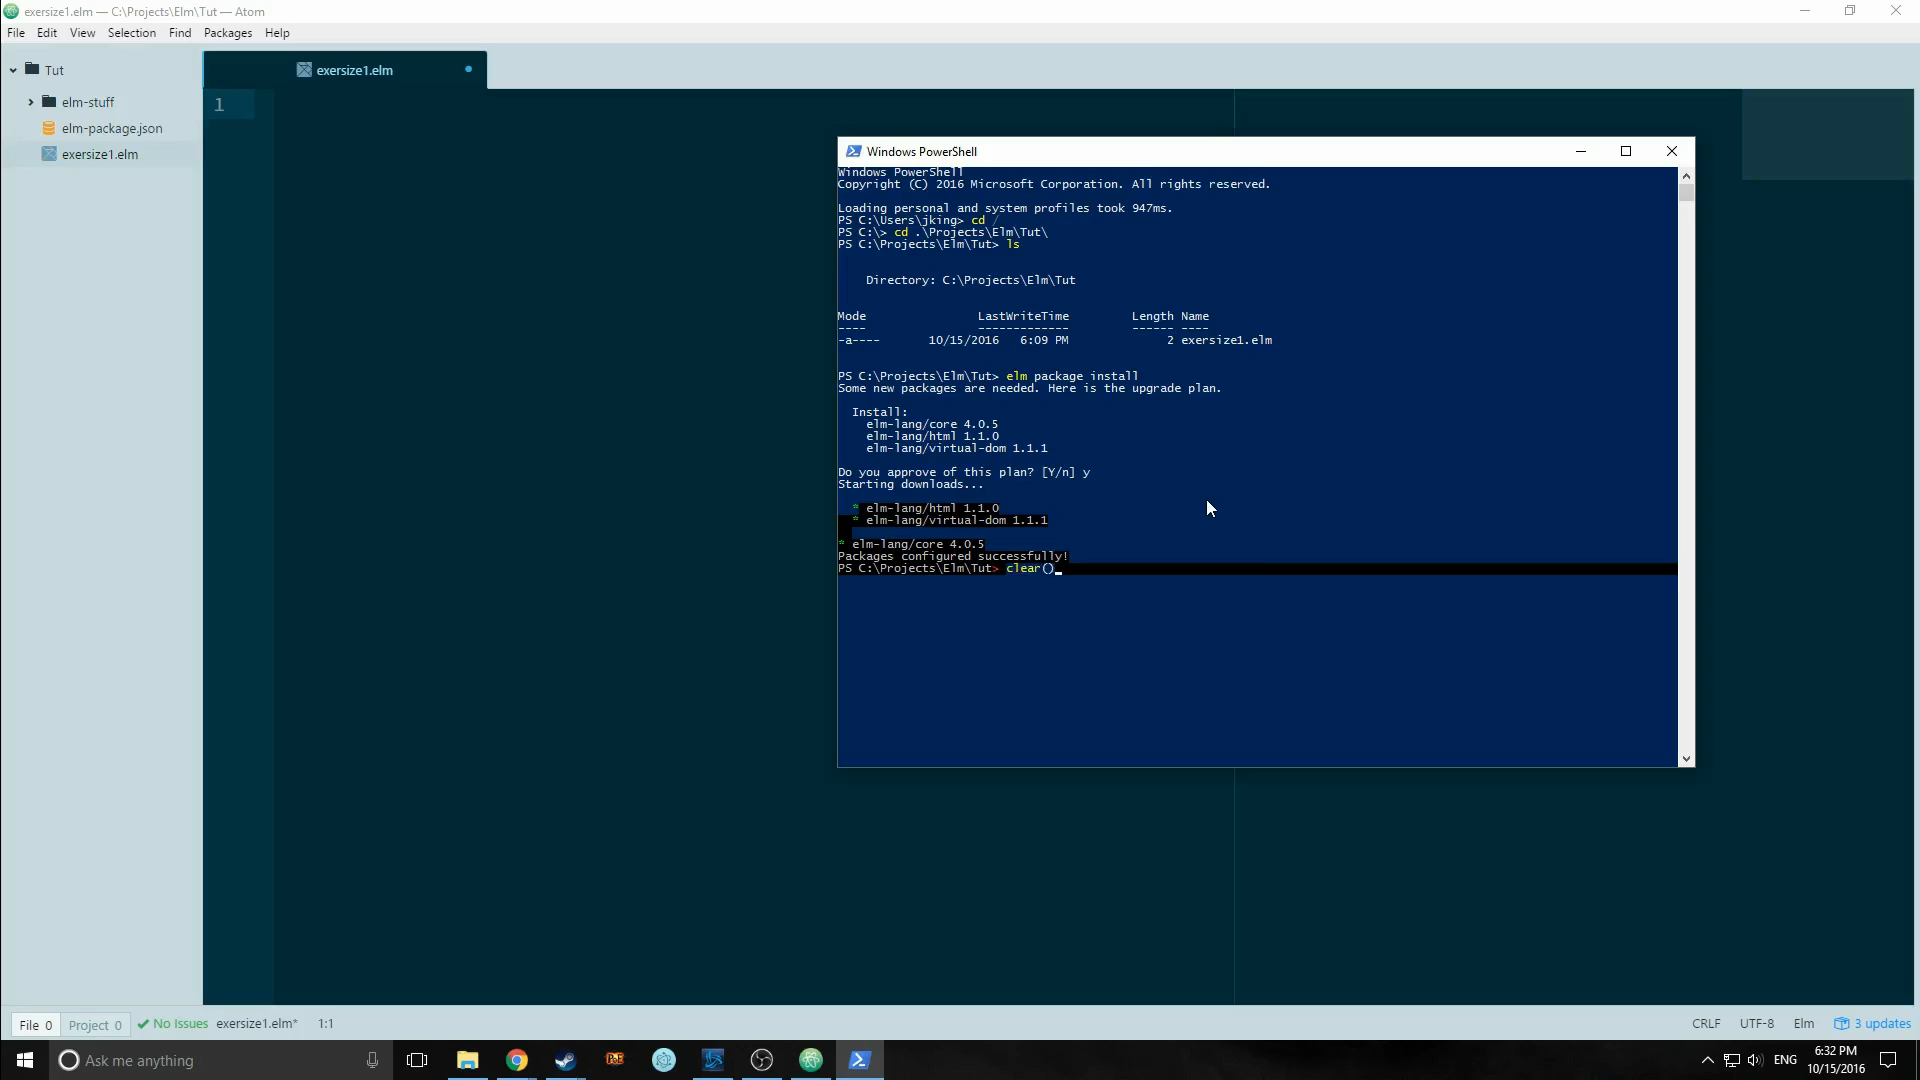 exersize1.elm — C:\Projects\Elm\Tut — Atom
File Edit View Selection Find Packages Help
Tut
elm-stuff
elm-package.json
exersize1.elm
exersize1.elm
1
Windows PowerShell
Windows PowerShell
Copyright (C) 2016 Microsoft Corporation. All rights reserved.
Loading personal and system profiles took 947ms.
PS C:\Users\jking> cd /
PS C:\> cd .\Projects\Elm\Tut\
PS C:\Projects\Elm\Tut> ls
Directory: C:\Projects\Elm\Tut
Mode LastWriteTime Length Name
---- ------------- ------ ----
-a---- 10/15/2016 6:09 PM 2 exersize1.elm
PS C:\Projects\Elm\Tut> elm package install
Some new packages are needed. Here is the upgrade plan.
Install:
elm-lang/core 4.0.5
elm-lang/html 1.1.0
elm-lang/virtual-dom 1.1.1
Do you approve of this plan? [Y/n] y
Starting downloads...
* elm-lang/html 1.1.0
* elm-lang/virtual-dom 1.1.1
* elm-lang/core 4.0.5
Packages configured successfully!
PS C:\Projects\Elm\Tut> clear()_
File 0 Project 0 No Issues exersize1.elm* 1:1
CRLF UTF-8 Elm 3 updates
Ask me anything
ENG
6:32 PM
10/15/2016